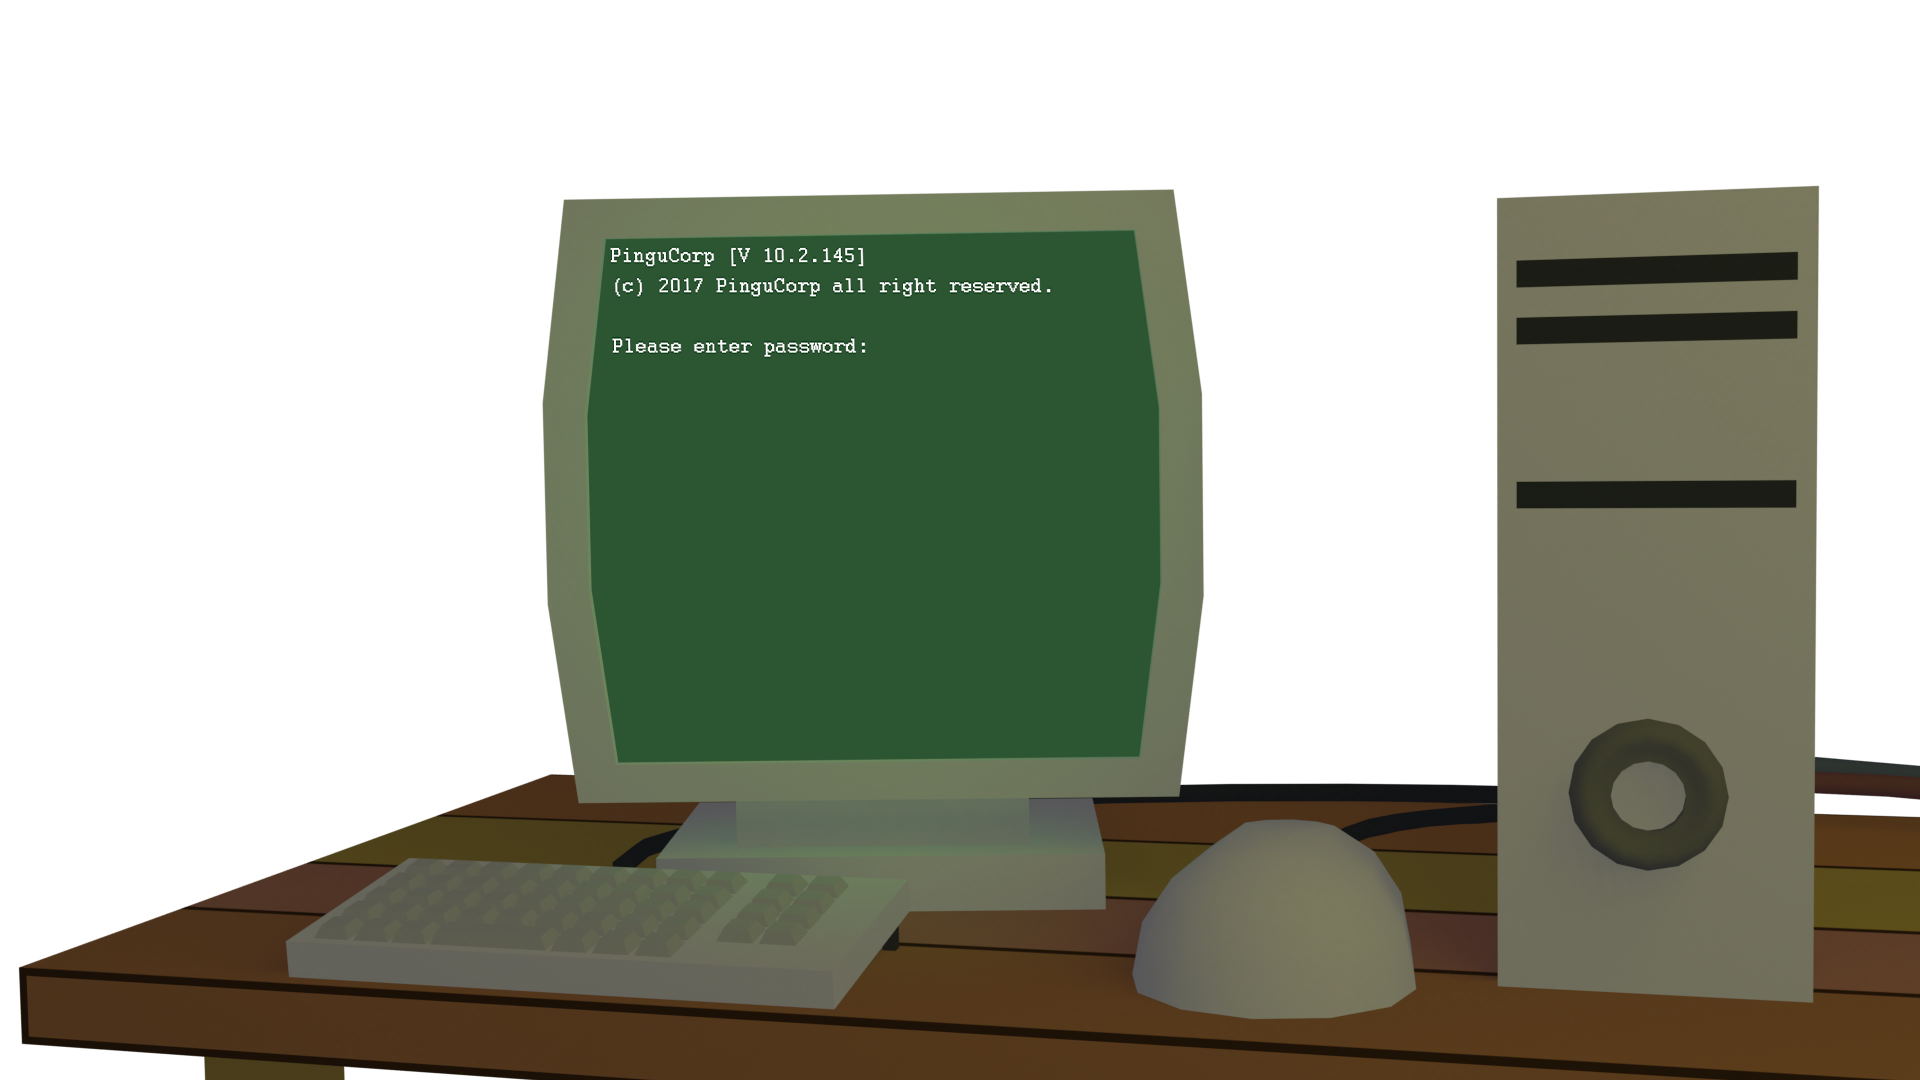 PinguCorp [V 10.2.145]
(c) 2017 PinguCorp all right reserved.
Please enter password: